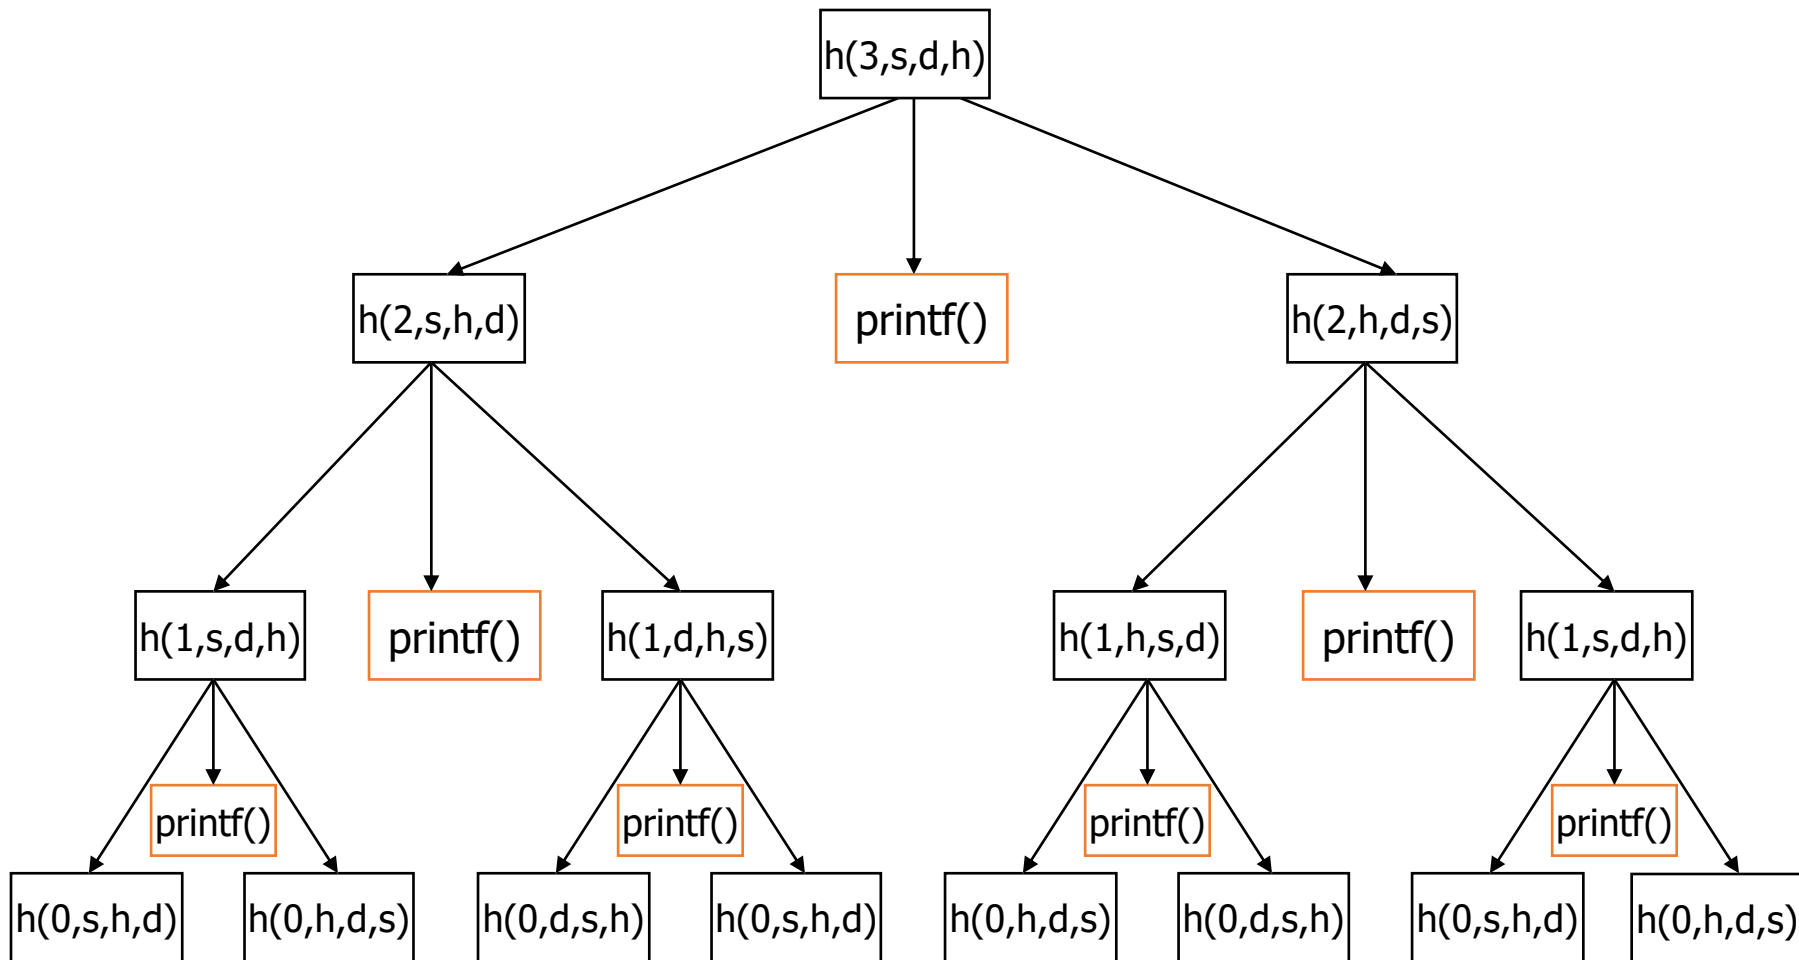 h(3,s,d,h)
h(2,s,h,d)
printf()
h(2,h,d,s)
h(1,s,d,h)
printf()
h(1,d,h,s)
h(1,h,s,d)
printf()
h(1,s,d,h)
printf()
printf()
printf()
printf()
h(0,s,h,d)
h(0,h,d,s)
h(0,d,s,h)
h(0,s,h,d)
h(0,h,d,s)
h(0,d,s,h)
h(0,s,h,d)
h(0,h,d,s)